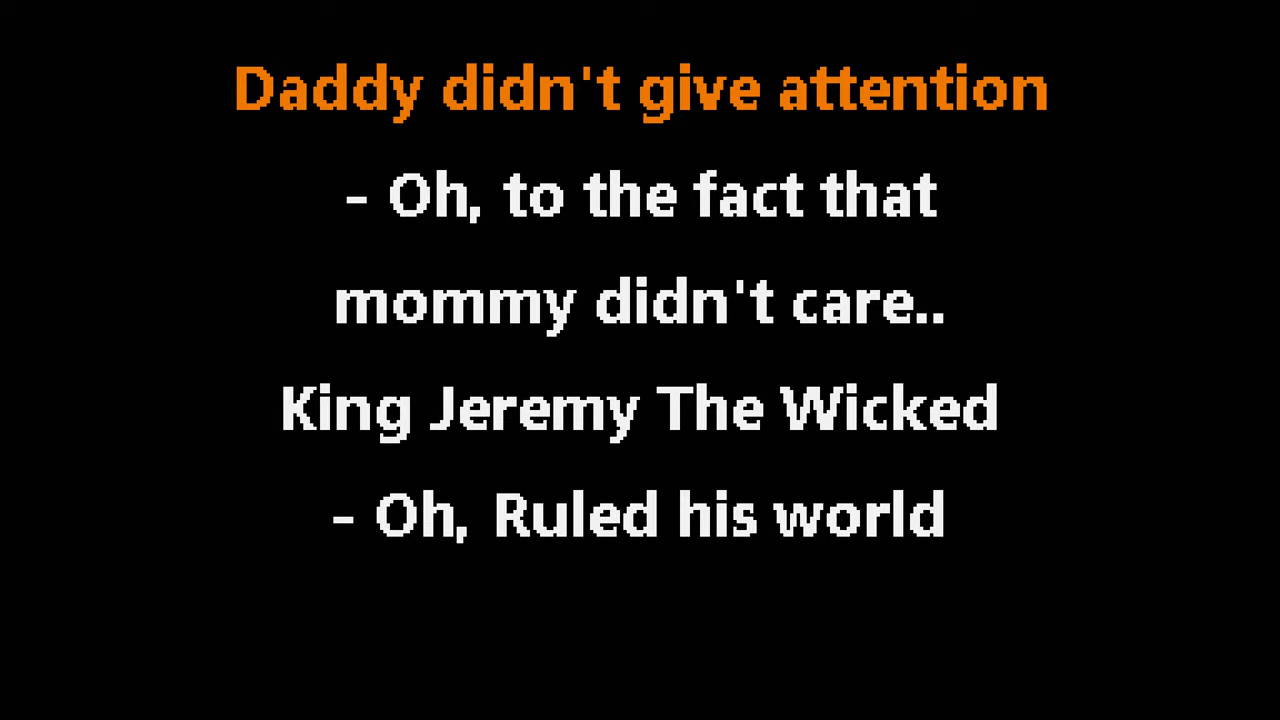 Daddy didn't give attention
- Oh, to the fact that
mommy didn't care..
King Jeremy The Wicked
- Oh, Ruled his world